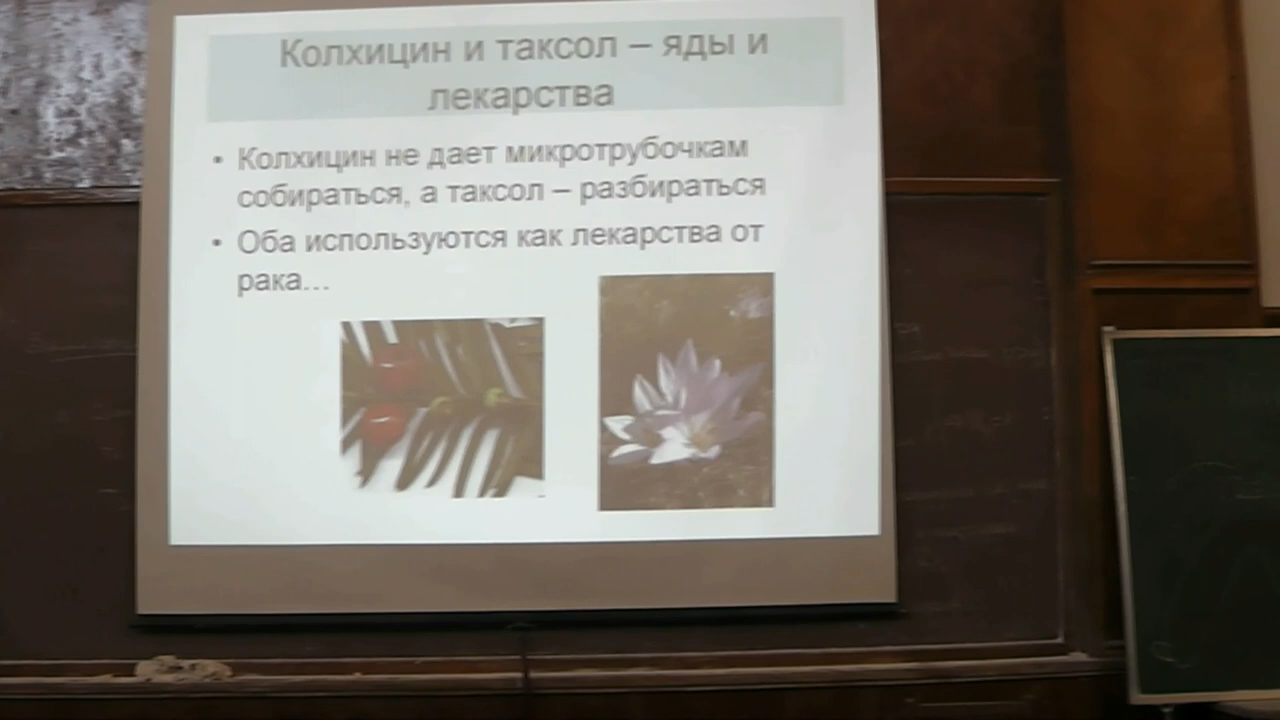 Колхицин и таксол – яды и
лекарства
• Колхицин не дает микротрубочкам
собираться, а таксол – разбираться
• Оба используются как лекарства от
рака...